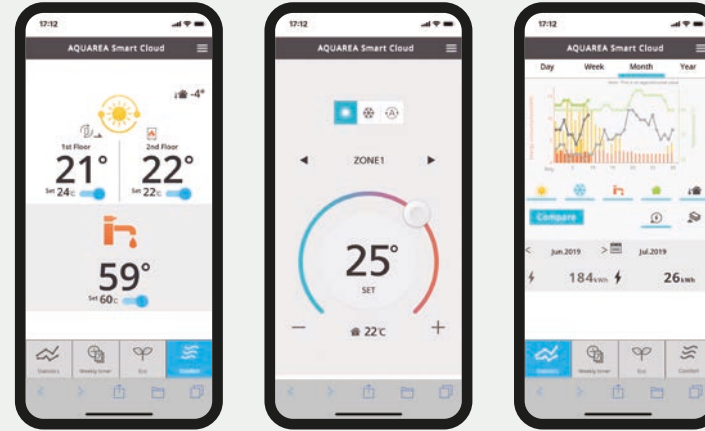 17:12
AQUAREA Smart Cloud
-4°
1st Floor
2nd Floor
21°
22°
Set 24°c
Set 22°c
59°
Set 60°c
Statistics
Weekly timer
Eco
Comfort
17:12
AQUAREA Smart Cloud
ZONE1
25°
SET
22°C
17:12
AQUAREA Smart Cloud
Day Week Month Year
Compare
< Jun.2019 > Jul.2019
184kWh 26kWh
Statistics
Weekly timer
Eco
Comfort